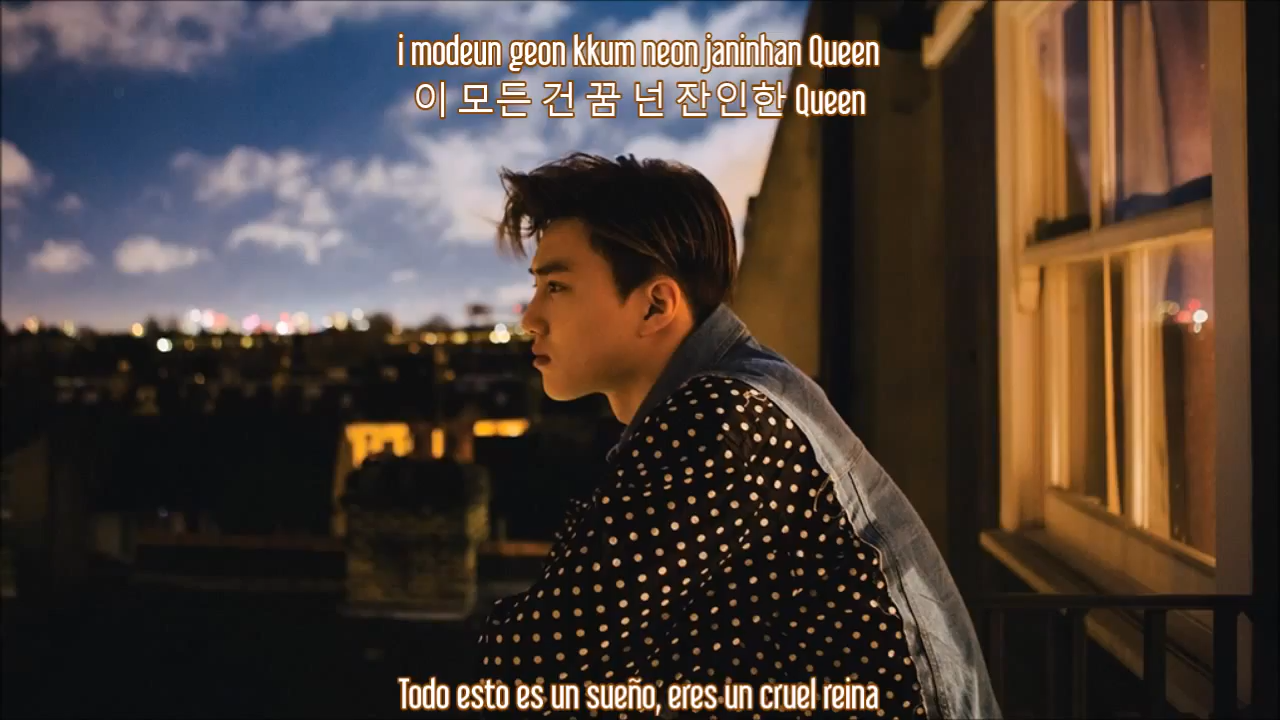 i modeun geon kkum neon janinhan Queen
이 모든 건 꿈 넌 잔인한 Queen
Todo esto es un sueño, eres un cruel reina